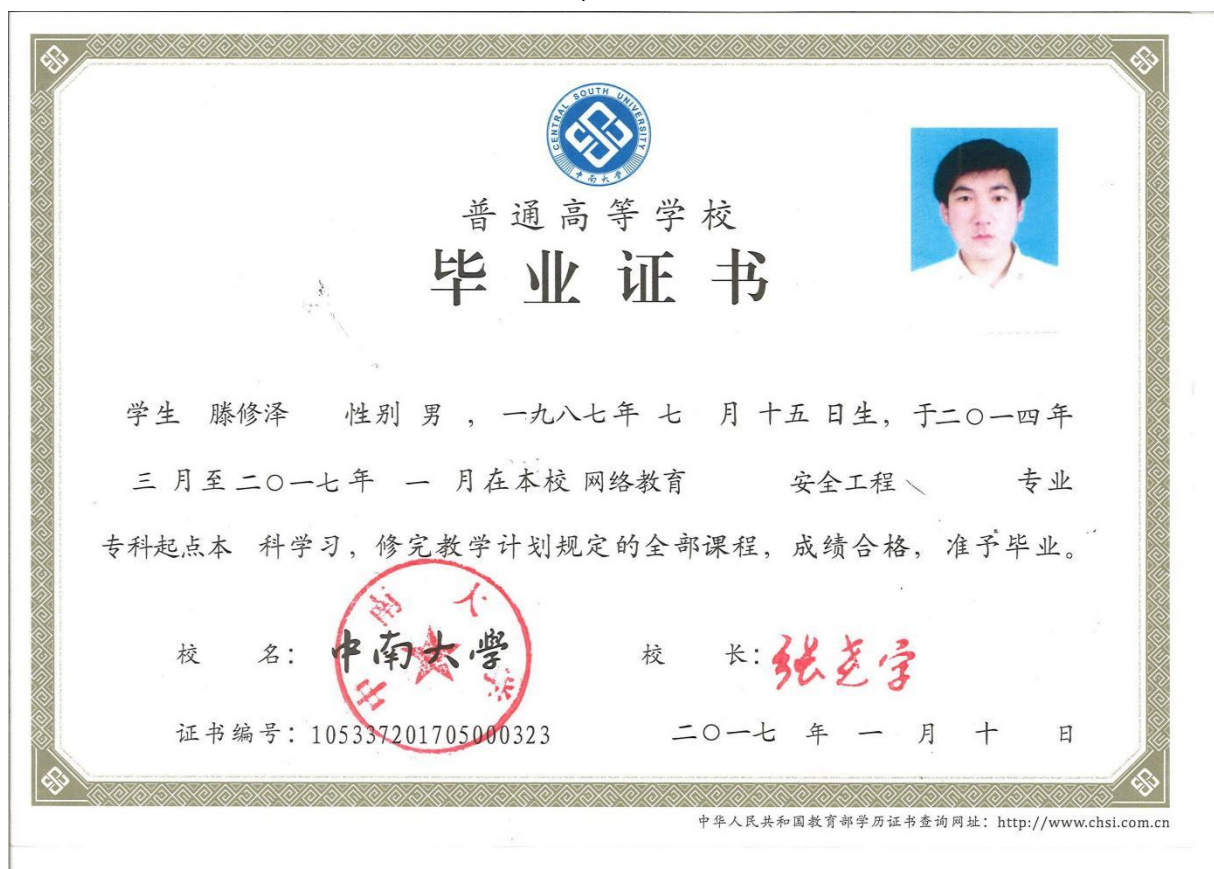 CENTRAL SOUTH UNIVERSITY
中南大学
普通高等学校
毕业证书
学生 滕修泽 性别 男 ，一九八七年 七 月 十五 日生，于二〇一四年
三 月至二〇一七年 一 月在本校 网络教育 安全工程 专业
专科起点本 科学习，修完教学计划规定的全部课程，成绩合格，准予毕业。
校 名：中南大學
中南大学
校 长：张尧学
证书编号：105337201705000323
二〇一七 年 一 月 十 日
中华人民共和国教育部学历证书查询网址：http://www.chsi.com.cn